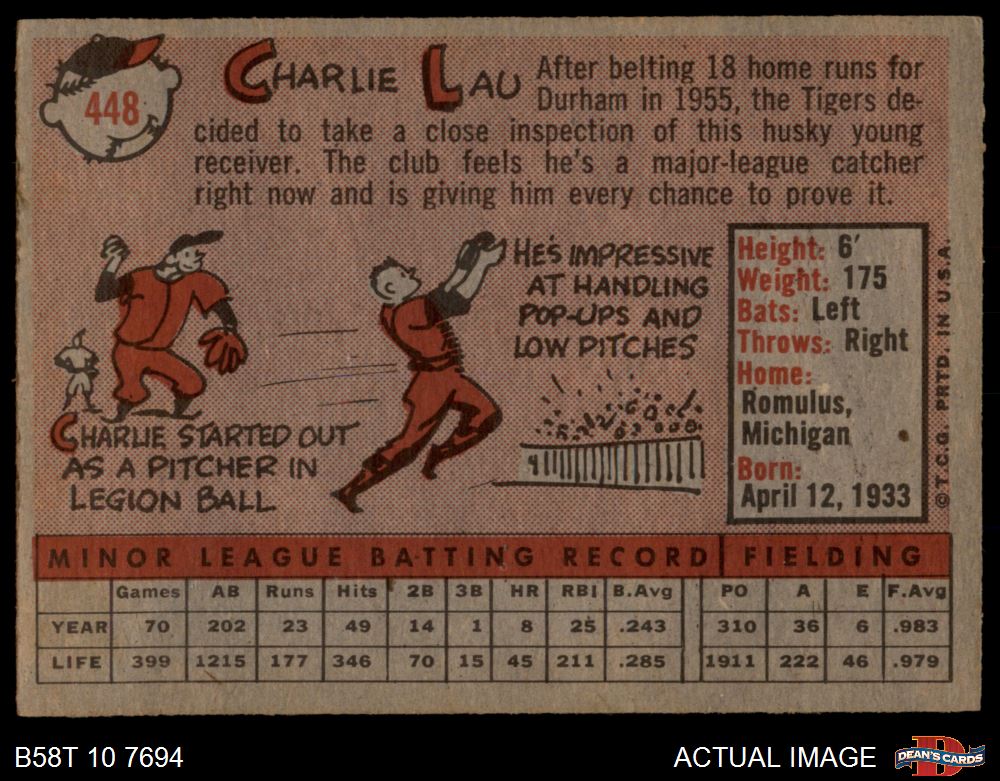 448
CHARLIE LAU
After belting 18 home runs for
Durham in 1955, the Tigers de-
cided to take a close inspection of this husky young
receiver. The club feels he's a major-league catcher
right now and is giving him every chance to prove it.
CHARLIE STARTED OUT
AS A PITCHER IN
LEGION BALL
HE'S IMPRESSIVE
AT HANDLING
POP-UPS AND
LOW PITCHES
Height: 6'
Weight: 175
Bats: Left
Throws: Right
Home:
Romulus,
Michigan
Born:
April 12, 1933
© T.C.G. PRTD. IN U.S.A.
MINOR LEAGUE BATTING RECORD FIELDING
Games AB Runs Hits 2B 3B HR RBI B.Avg PO A E F.Avg
YEAR 70 202 23 49 14 1 8 25 .243 310 36 6 .983
LIFE 399 1215 177 346 70 15 45 211 .285 1911 222 46 .979
B58T 10 7694
ACTUAL IMAGE
D
DEAN'S CARDS